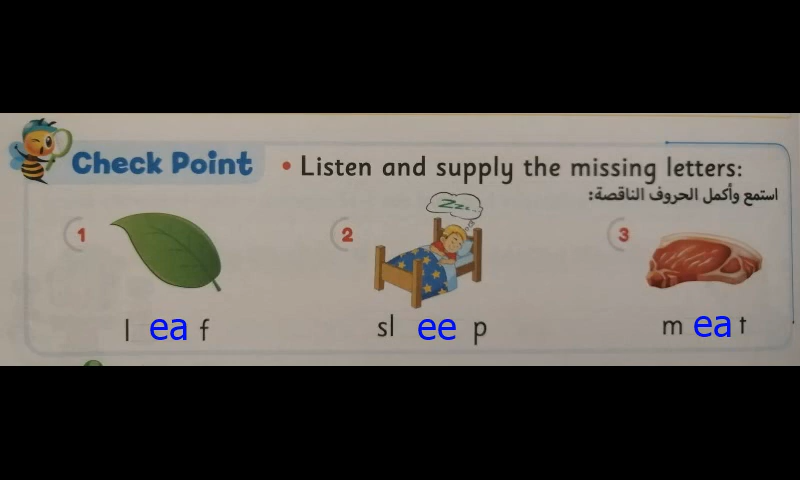 Check Point • Listen and supply the missing letters:
استمع وأكمل الحروف الناقصة:
1 2 3
Zzz...
l ea f sl ee p m ea t